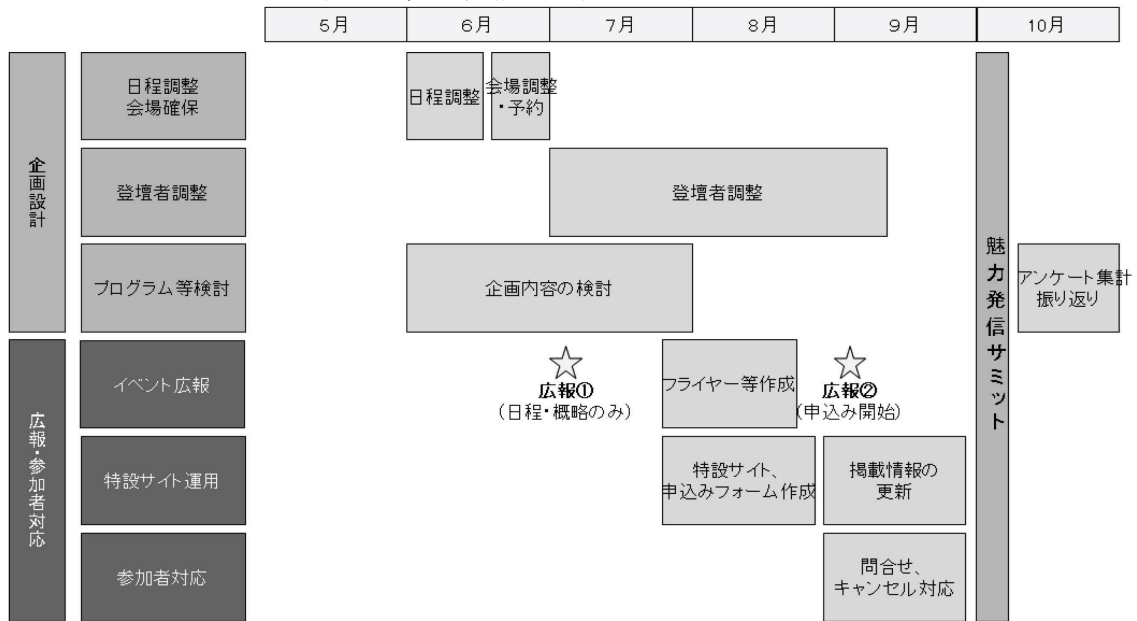 5月
6月
7月
8月
9月
10月
企画設計
日程調整
会場確保
日程調整
会場調整
・予約
登壇者調整
登壇者調整
プログラム等検討
企画内容の検討
魅力発信サミット
アンケート集計
振り返り
広報・参加者対応
イベント広報
広報①
(日程・概略のみ)
フライヤー等作成
広報②
(申込み開始)
特設サイト運用
特設サイト、
申込みフォーム作成
掲載情報の
更新
参加者対応
問合せ、
キャンセル対応